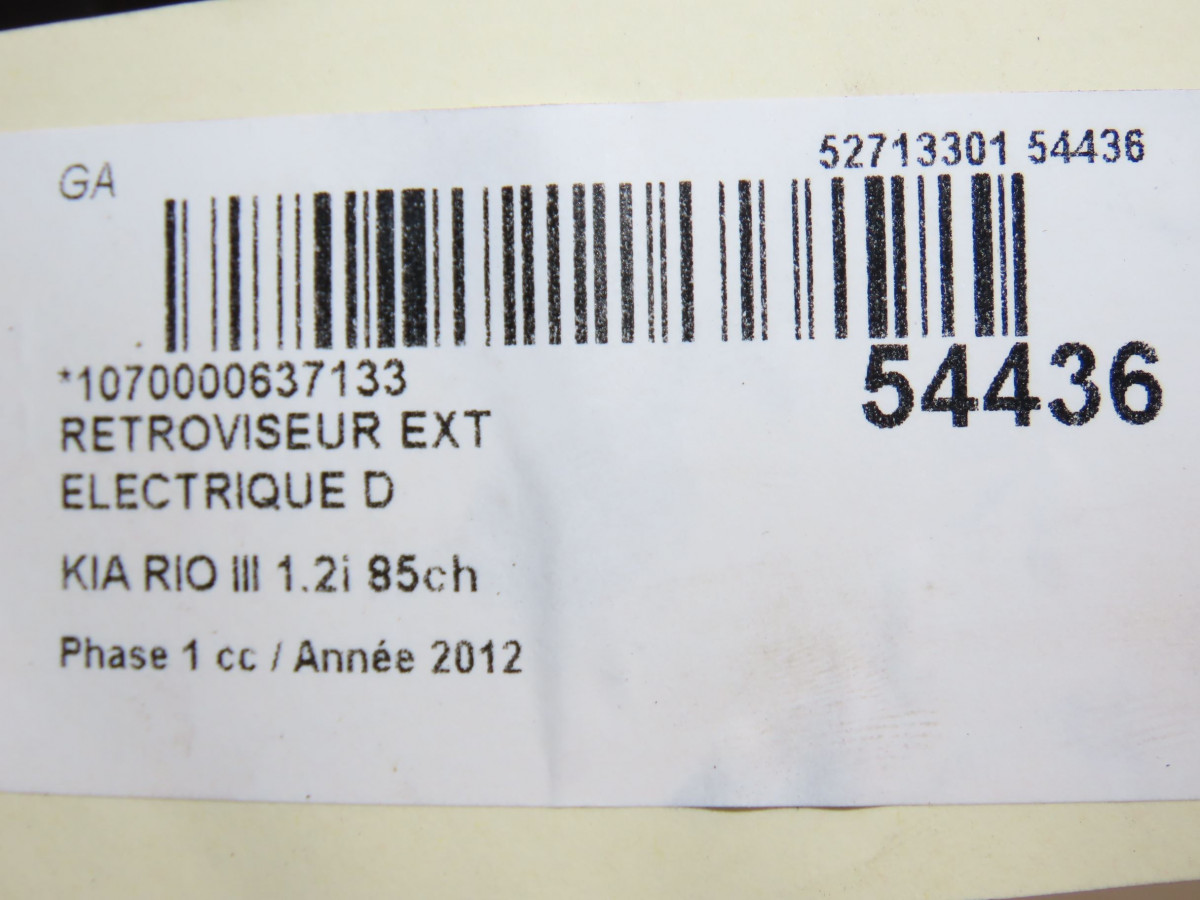 GA
52713301 54436
*1070000637133
54436
RETROVISEUR EXT
ELECTRIQUE D
KIA RIO III 1.2i 85ch
Phase 1 cc / Année 2012